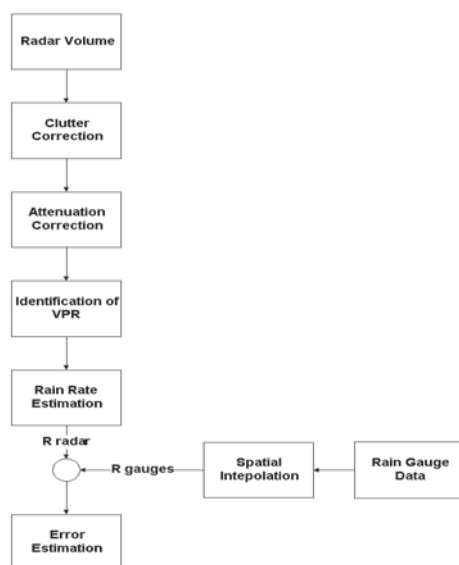 Radar Volume
Clutter
Correction
Attenuation
Correction
Identification of
VPR
Rain Rate
Estimation
R radar
R gauges
Spatial
Intepolation
Rain Gauge
Data
Error
Estimation